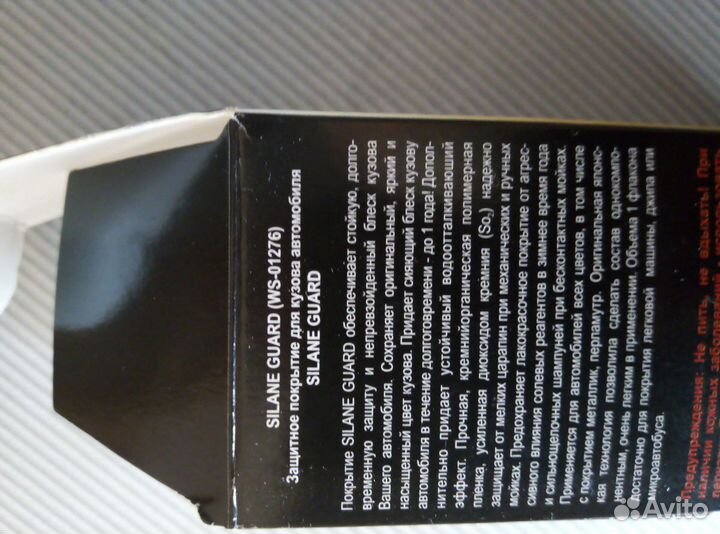 SILANE GUARD (WS-01276)
Защитное покрытие для кузова автомобиля
SILANE GUARD
Покрытие SILANE GUARD обеспечивает стойкую, долго-
временную защиту и непревзойденный блеск кузова
Вашего автомобиля. Сохраняет оригинальный, яркий и
насыщенный цвет кузова. Придает сияющий блеск кузову
автомобиля в течение долговремени - до 1 года! Допол-
нительно придает устойчивый водоотталкивающий
эффект. Прочная, кремнийорганическая полимерная
пленка, усиленная диоксидом кремния (So₂) надежно
защищает от мелких царапин при механических и ручных
мойках. Предохраняет лакокрасочное покрытие от агрес-
сивного влияния солевых реагентов в зимнее время года
и сильнощелочных шампуней при бесконтактных мойках.
Применяется для автомобилей всех цветов, в том числе
с покрытием металлик, перламутр. Оригинальная япон-
кая технология позволила сделать состав однокомпо-
нентным, очень легким в применении. Объема 1 флакона
достаточно для покрытия легковой машины, джипа или
микроавтобуса.
Предупреждения: Не пить, не вдыхать! При
наличии кожных заболеваний
Avito